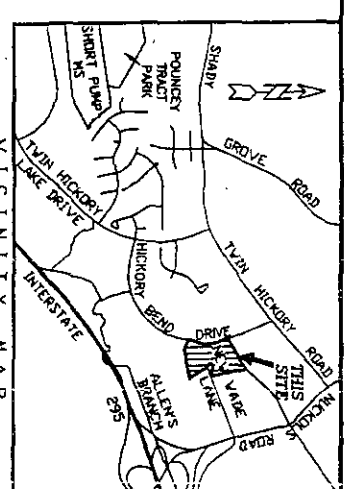 SHADY
GROVE
ROAD
POUNCEY
TRACT
PARK
SHORT PUMP
MS
TWIN HICKORY
LAKE DRIVE
TWIN HICKORY
ROAD
HICKORY
BEND
DRIVE
THIS
SITE
WADE
LANE
NUCKOLS
ROAD
ALLEN'S
BRANCH
INTERSTATE
295
VICINITY MAP